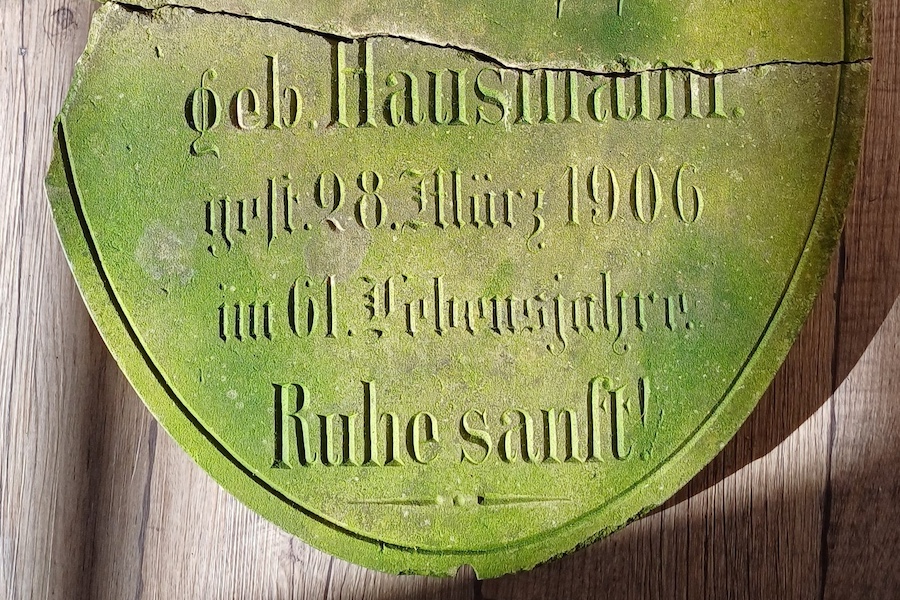 geb. Hausmann.
gest. 28. März 1906
im 61. Lebensjahre.
Ruhe sanft!